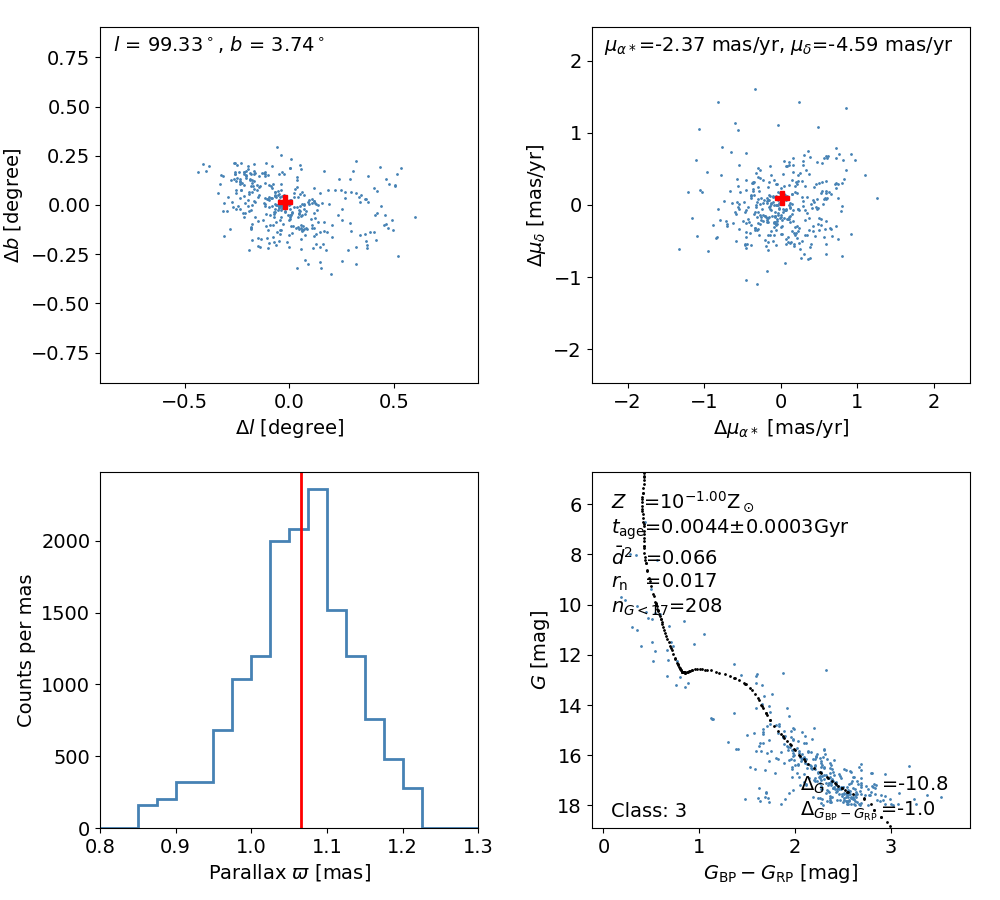 l = 99.33°, b = 3.74°
0.75
0.50
0.25
0.00
−0.25
−0.50
−0.75
Δb [degree]
−0.5 0.0 0.5
Δl [degree]
μα∗=-2.37 mas/yr, μδ=-4.59 mas/yr
2
1
0
−1
−2
Δμδ [mas/yr]
−2 −1 0 1 2
Δμα∗ [mas/yr]
2000
1500
1000
500
0
Counts per mas
0.8 0.9 1.0 1.1 1.2 1.3
Parallax ϖ [mas]
Z =10^−1.00 Z⊙
tage=0.0044±0.0003Gyr
d̄² =0.066
rn =0.017
nG<17=208
ΔG =-10.8
ΔGBP−GRP=-1.0
Class: 3
6
8
10
12
14
16
18
G [mag]
0 1 2 3
GBP − GRP [mag]